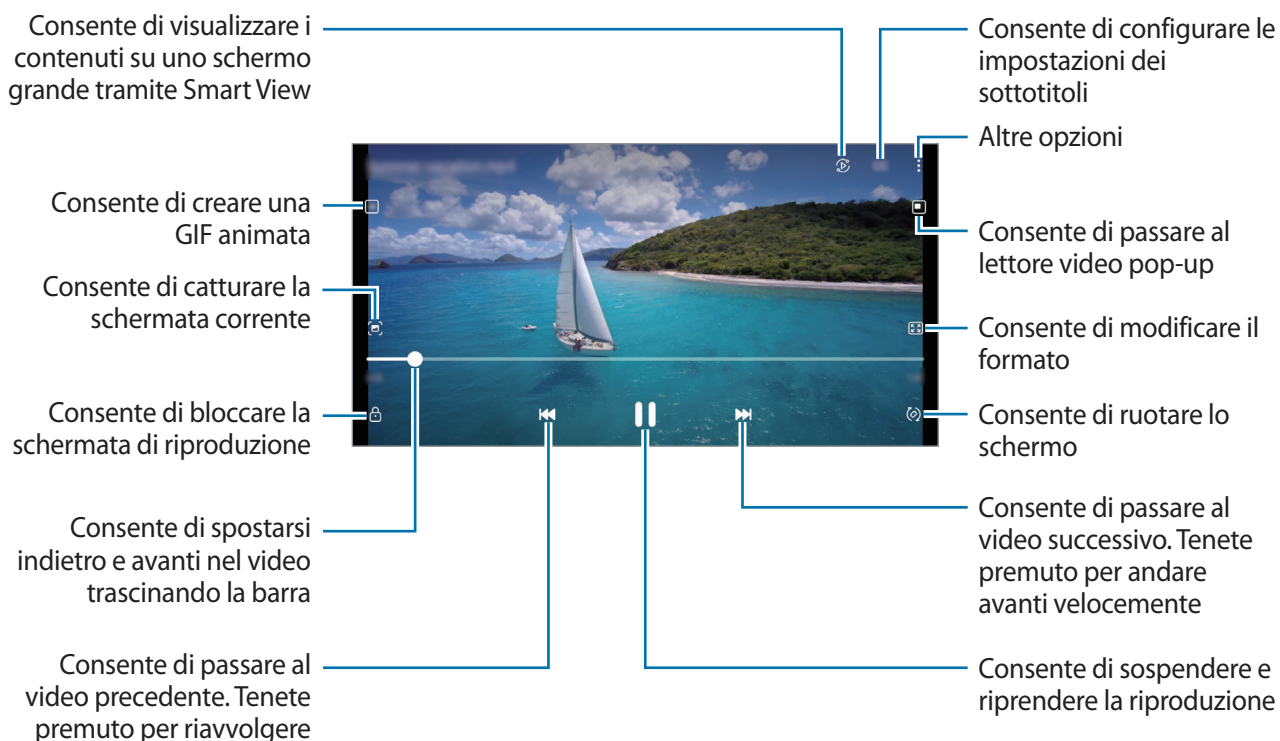 Consente di visualizzare i
contenuti su uno schermo
grande tramite Smart View
Consente di creare una
GIF animata
Consente di catturare la
schermata corrente
Consente di bloccare la
schermata di riproduzione
Consente di spostarsi
indietro e avanti nel video
trascinando la barra
Consente di passare al
video precedente. Tenete
premuto per riavvolgere
Consente di configurare le
impostazioni dei
sottotitoli
Altre opzioni
Consente di passare al
lettore video pop-up
Consente di modificare il
formato
Consente di ruotare lo
schermo
Consente di passare al
video successivo. Tenete
premuto per andare
avanti velocemente
Consente di sospendere e
riprendere la riproduzione